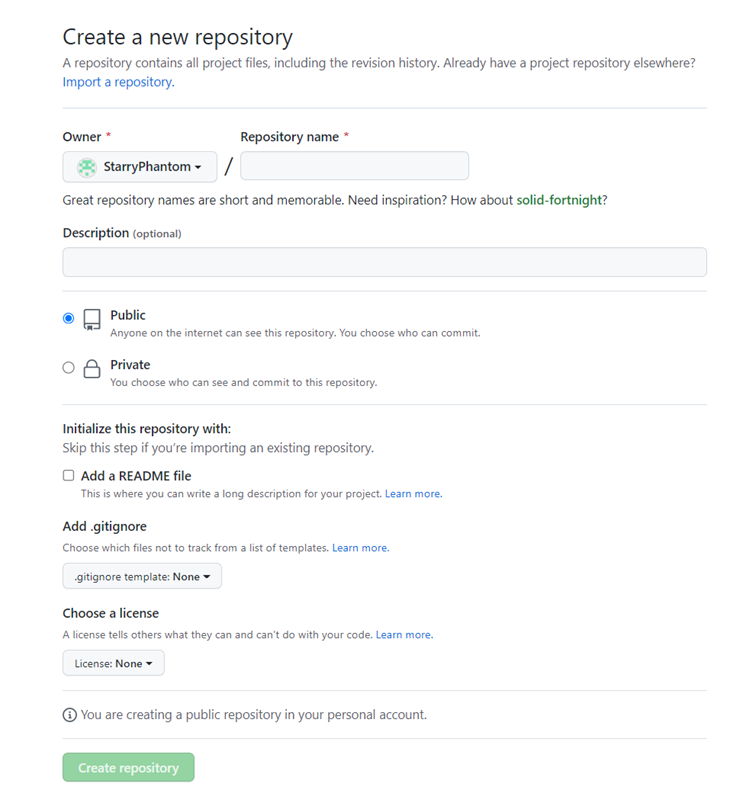 Create a new repository
A repository contains all project files, including the revision history. Already have a project repository elsewhere?
Import a repository.
Owner * Repository name *
StarryPhantom /
Great repository names are short and memorable. Need inspiration? How about solid-fortnight?
Description (optional)
Public
Anyone on the internet can see this repository. You choose who can commit.
Private
You choose who can see and commit to this repository.
Initialize this repository with:
Skip this step if you’re importing an existing repository.
Add a README file
This is where you can write a long description for your project. Learn more.
Add .gitignore
Choose which files not to track from a list of templates. Learn more.
.gitignore template: None
Choose a license
A license tells others what they can and can't do with your code. Learn more.
License: None
You are creating a public repository in your personal account.
Create repository